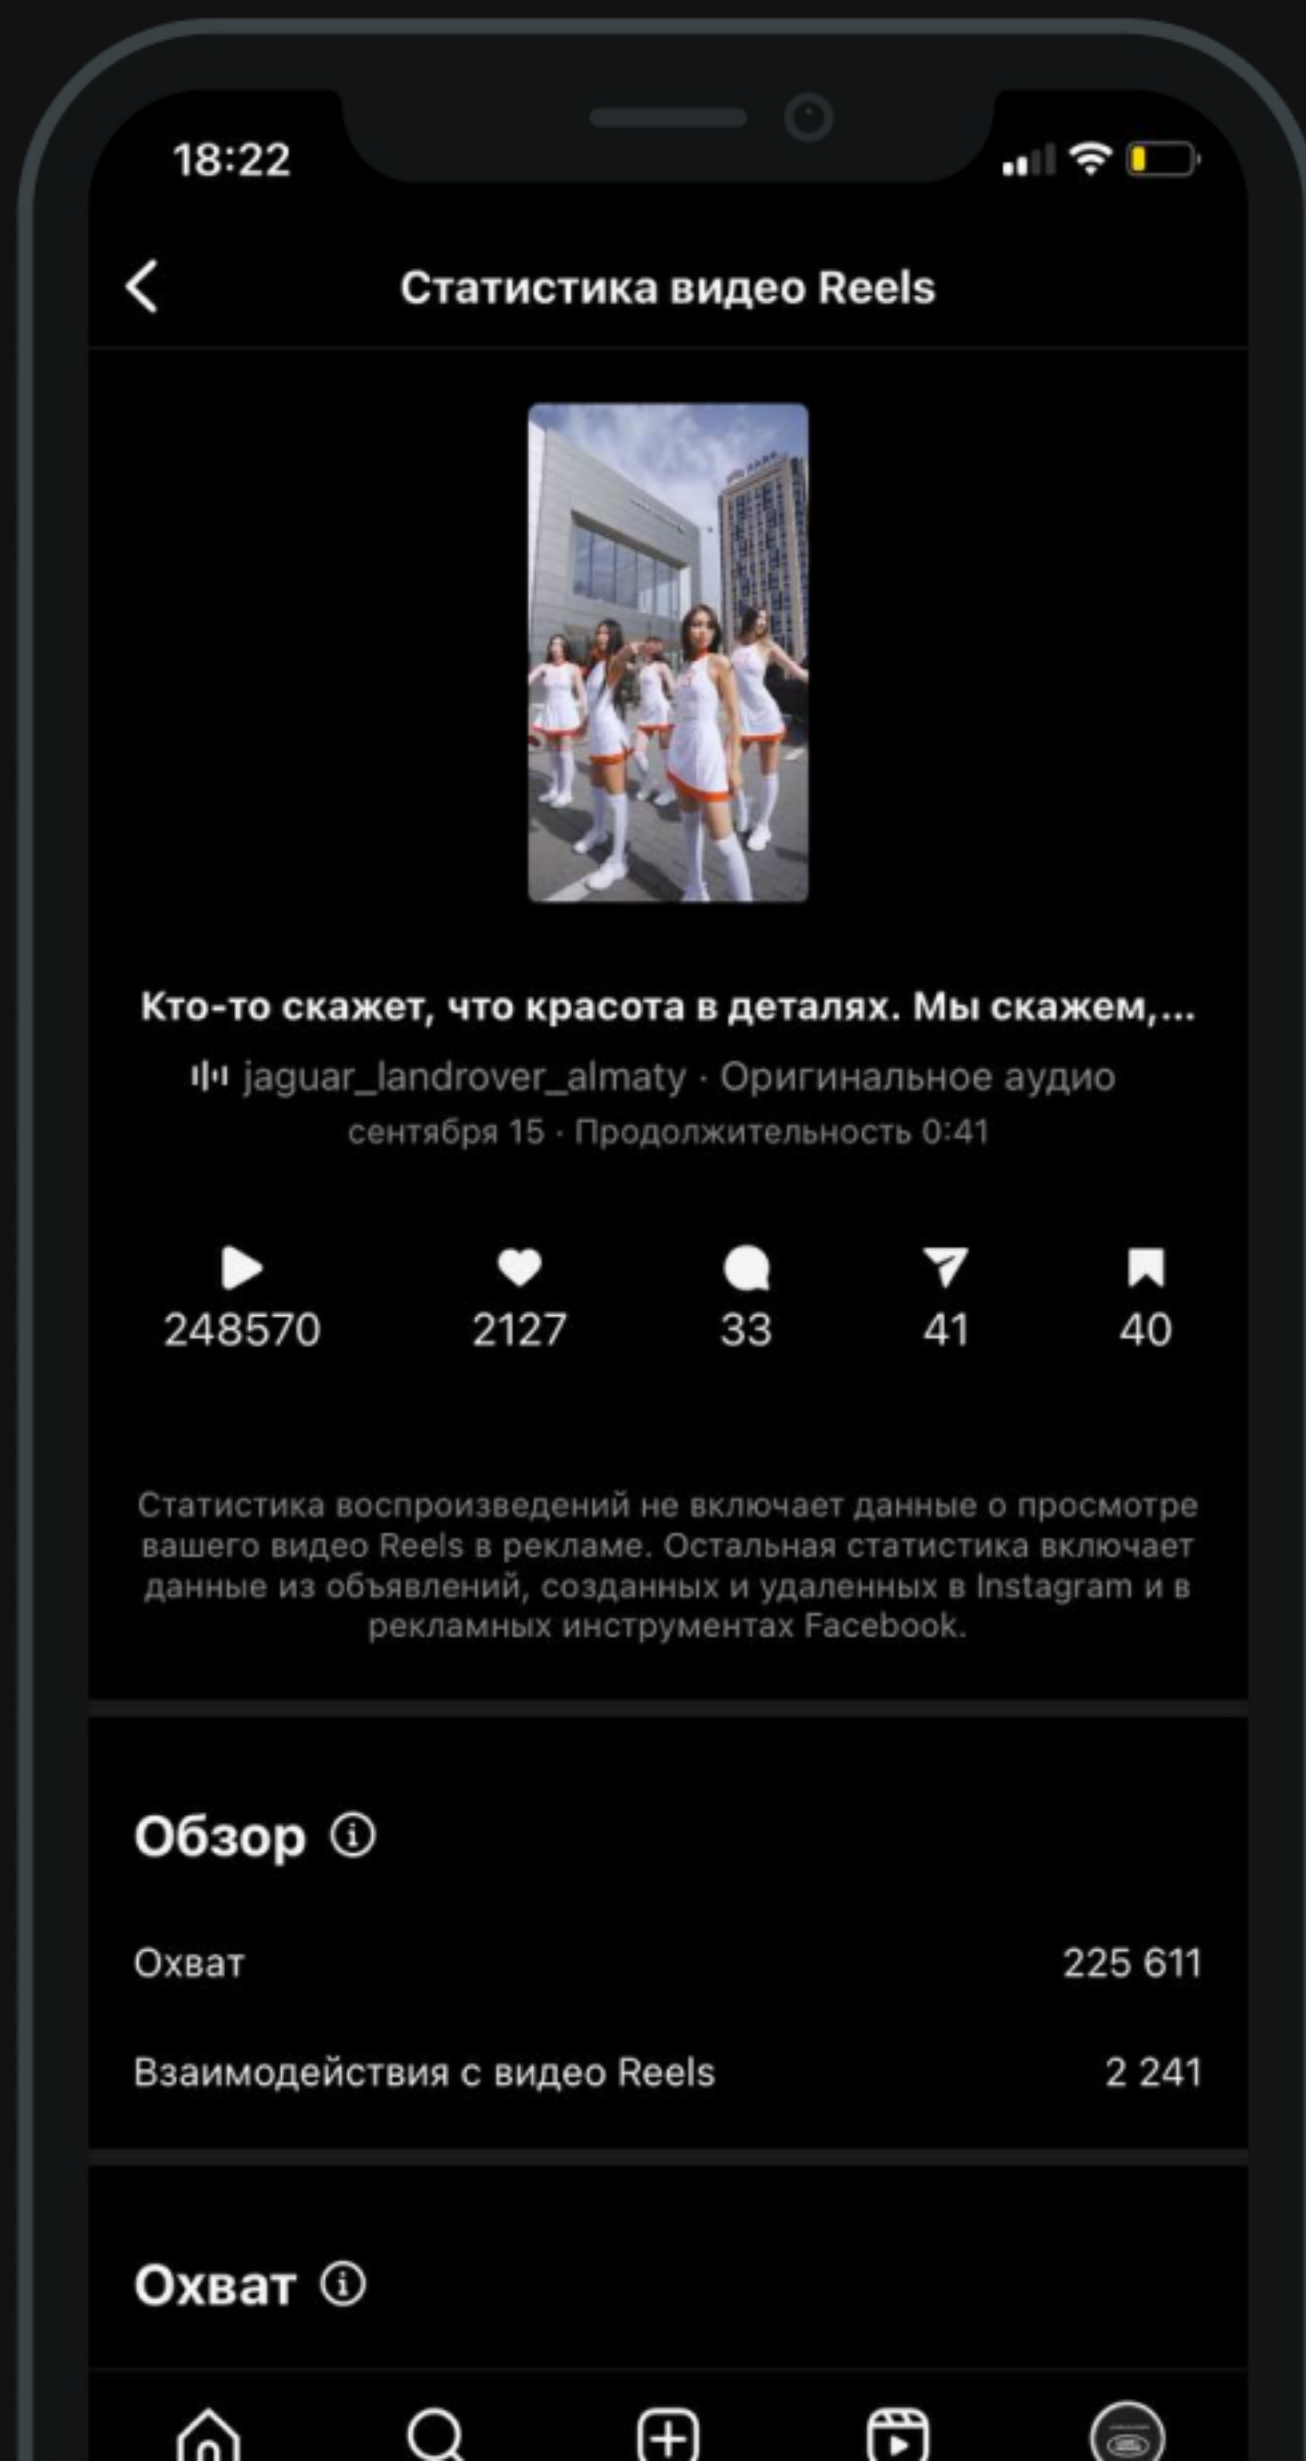 18:22
Статистика видео Reels
Кто-то скажет, что красота в деталях. Мы скажем,...
jaguar_landrover_almaty · Оригинальное аудио
сентября 15 · Продолжительность 0:41
248570 2127 33 41 40
Статистика воспроизведений не включает данные о просмотре
вашего видео Reels в рекламе. Остальная статистика включает
данные из объявлений, созданных и удаленных в Instagram и в
рекламных инструментах Facebook.
Обзор
Охват 225 611
Взаимодействия с видео Reels 2 241
Охват